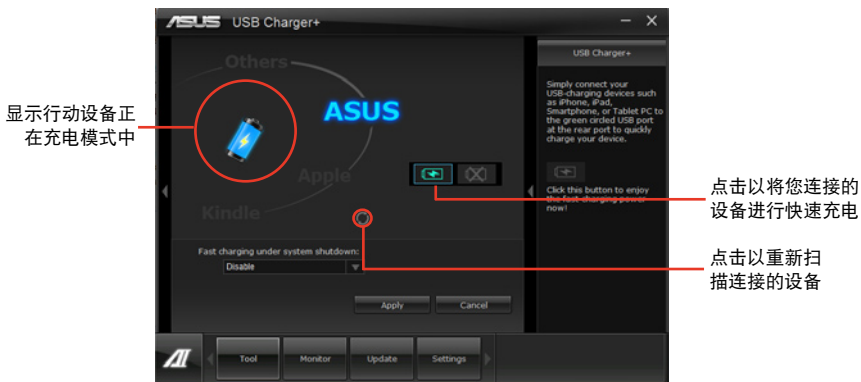 ASUS USB Charger+
Others
ASUS
Apple
Kindle
Fast charging under system shutdown:
Disable
Apply Cancel
Tool Monitor Update Settings
USB Charger+
Simply connect your
USB-charging devices such
as iPhone, iPad,
Smartphone, or Tablet PC to
the green circled USB port
at the rear port to quickly
charge your device.
Click this button to enjoy
the fast-charging power
now!
显示行动设备正
在充电模式中
点击以将您连接的
设备进行快速充电
点击以重新扫
描连接的设备